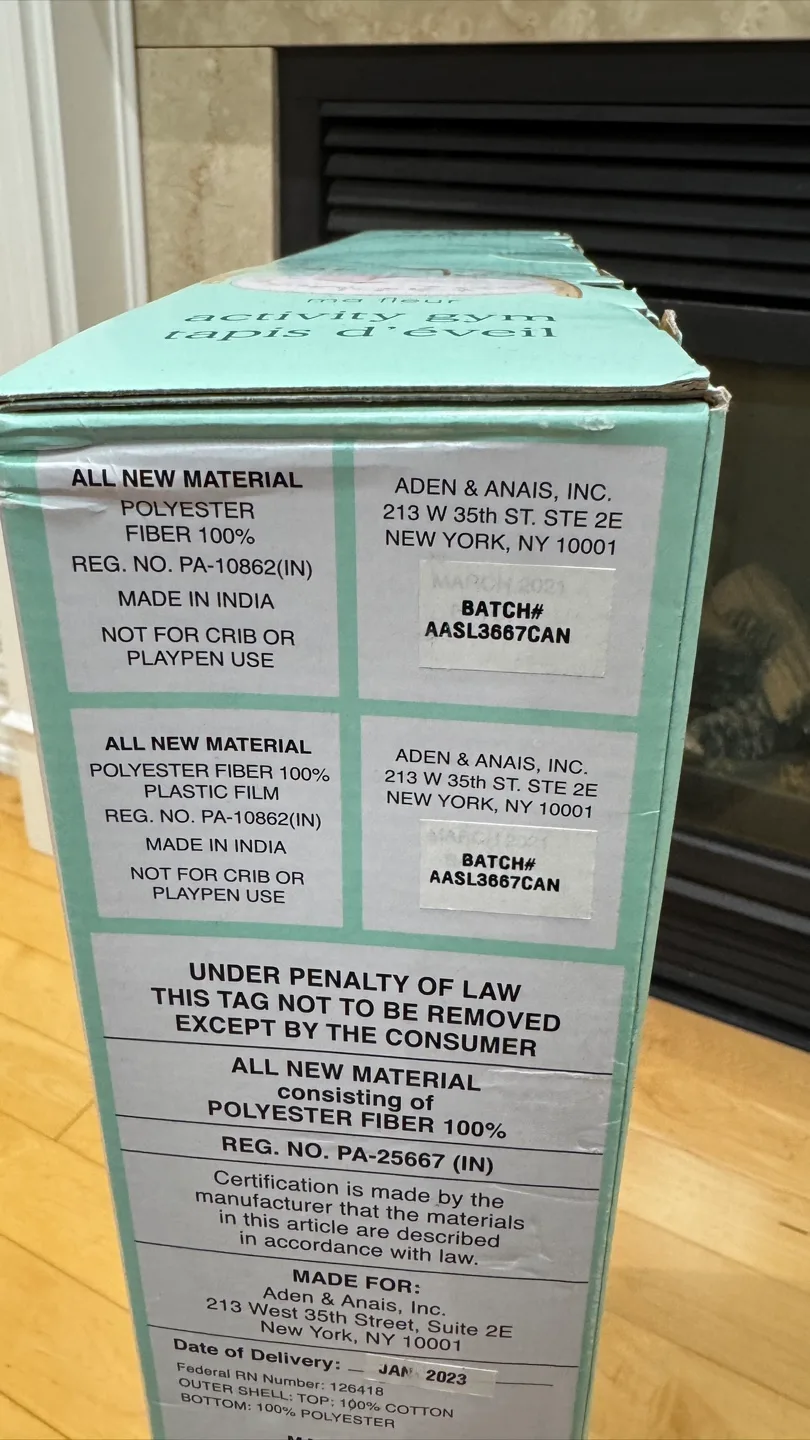 ma fleur
activity gym
tapis d'éveil
ALL NEW MATERIAL
POLYESTER
FIBER 100%
REG. NO. PA-10862(IN)
MADE IN INDIA
NOT FOR CRIB OR
PLAYPEN USE
ADEN & ANAIS, INC.
213 W 35th ST. STE 2E
NEW YORK, NY 10001
MARCH 2021
BATCH#
AASL3667CAN
ALL NEW MATERIAL
POLYESTER FIBER 100%
PLASTIC FILM
REG. NO. PA-10862(IN)
MADE IN INDIA
NOT FOR CRIB OR
PLAYPEN USE
ADEN & ANAIS, INC.
213 W 35th ST. STE 2E
NEW YORK, NY 10001
MARCH 2021
BATCH#
AASL3667CAN
UNDER PENALTY OF LAW
THIS TAG NOT TO BE REMOVED
EXCEPT BY THE CONSUMER
ALL NEW MATERIAL
consisting of
POLYESTER FIBER 100%
REG. NO. PA-25667 (IN)
Certification is made by the
manufacturer that the materials
in this article are described
in accordance with law.
MADE FOR:
Aden & Anais, Inc.
213 West 35th Street, Suite 2E
New York, NY 10001
Date of Delivery: JAN 2023
Federal RN Number: 126418
OUTER SHELL: TOP: 100% COTTON
BOTTOM: 100% POLYESTER